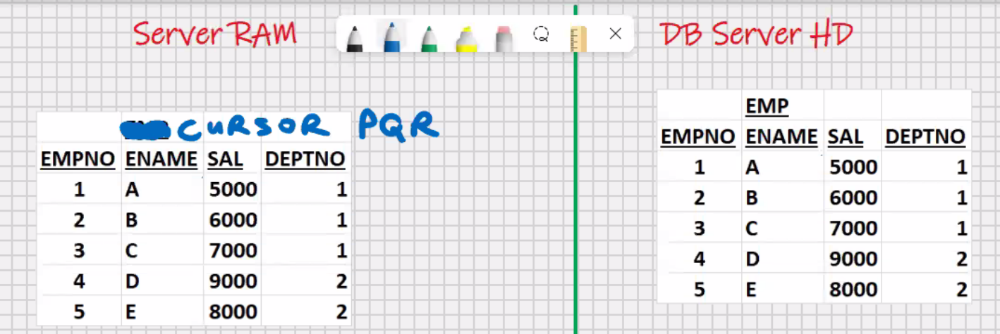 Server RAM
CURSOR PQR
EMPNO ENAME SAL DEPTNO
1 A 5000 1
2 B 6000 1
3 C 7000 1
4 D 9000 2
5 E 8000 2
DB Server HD
EMP
EMPNO ENAME SAL DEPTNO
1 A 5000 1
2 B 6000 1
3 C 7000 1
4 D 9000 2
5 E 8000 2